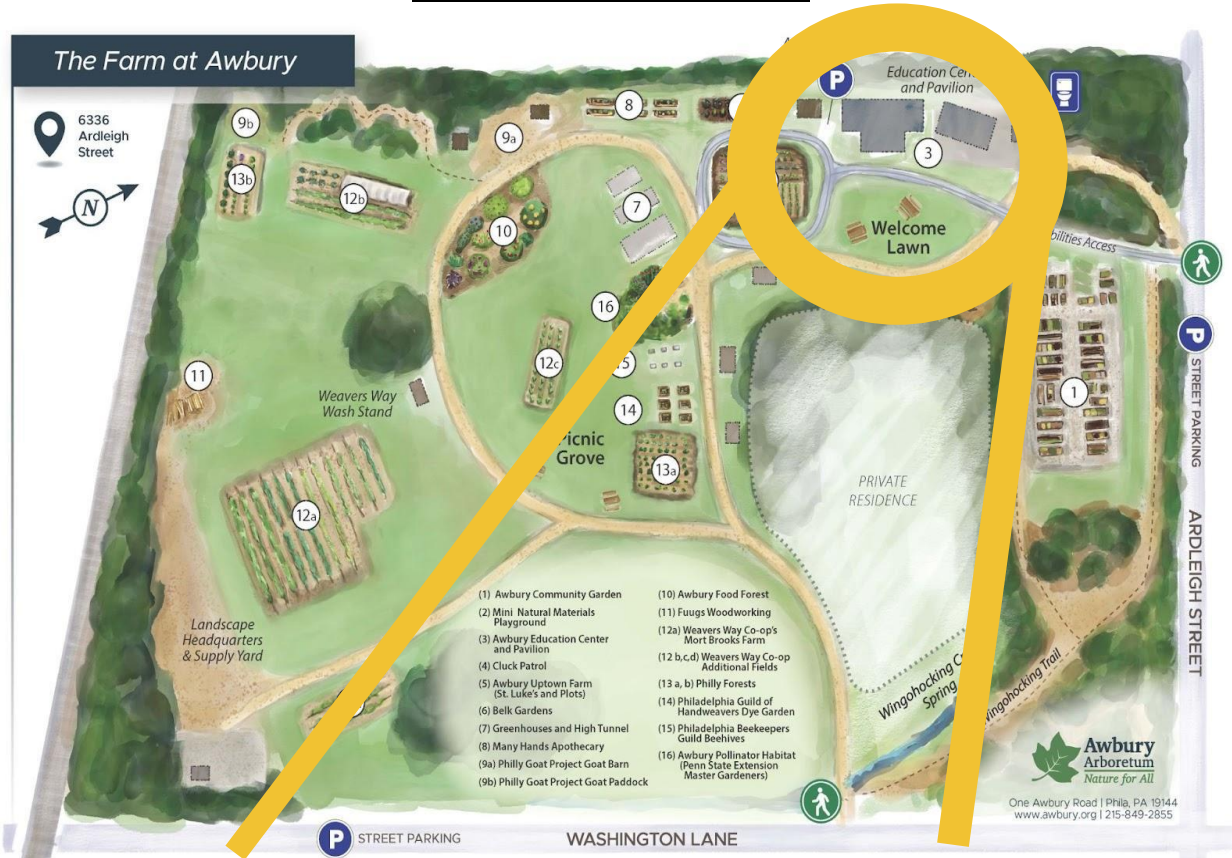 The Farm at Awbury
6336
Ardleigh
Street
N
P
Education
and Pavilion
9b
8
9a
3
13b
12b
7
10
Welcome
Lawn
Access
16
P
STREET PARKING
12c
11
1
Weavers Way
Wash Stand
14
Grove
13a
PRIVATE
RESIDENCE
12a
ARDLEIGH STREET
Landscape
Headquarters
& Supply Yard
(1) Awbury Community Garden
(2) Mini Natural Materials
Playground
(3) Awbury Education Center
and Pavilion
(4) Cluck Patrol
(5) Awbury Uptown Farm
(St. Luke's and Plots)
(6) Belk Gardens
(7) Greenhouses and High Tunnel
(8) Many Hands Apothecary
(9a) Philly Goat Project Goat Barn
(9b) Philly Goat Project Goat Paddock
(10) Awbury Food Forest
(11) Fuugs Woodworking
(12a) Weavers Way Co-op's
Mort Brooks Farm
(12 b,c,d) Weavers Way Co-op
Additional Fields
(13 a, b) Philly Forests
(14) Philadelphia Guild of
Handweavers Dye Garden
(15) Philadelphia Beekeepers
Guild Beehives
(16) Awbury Pollinator Habitat
(Penn State Extension
Master Gardeners)
Wingohocking
Spring
Wingohocking Trail
Awbury
Arboretum
Nature for All
One Awbury Road | Phila, PA 19144
www.awbury.org | 215-849-2855
P
STREET PARKING
WASHINGTON LANE